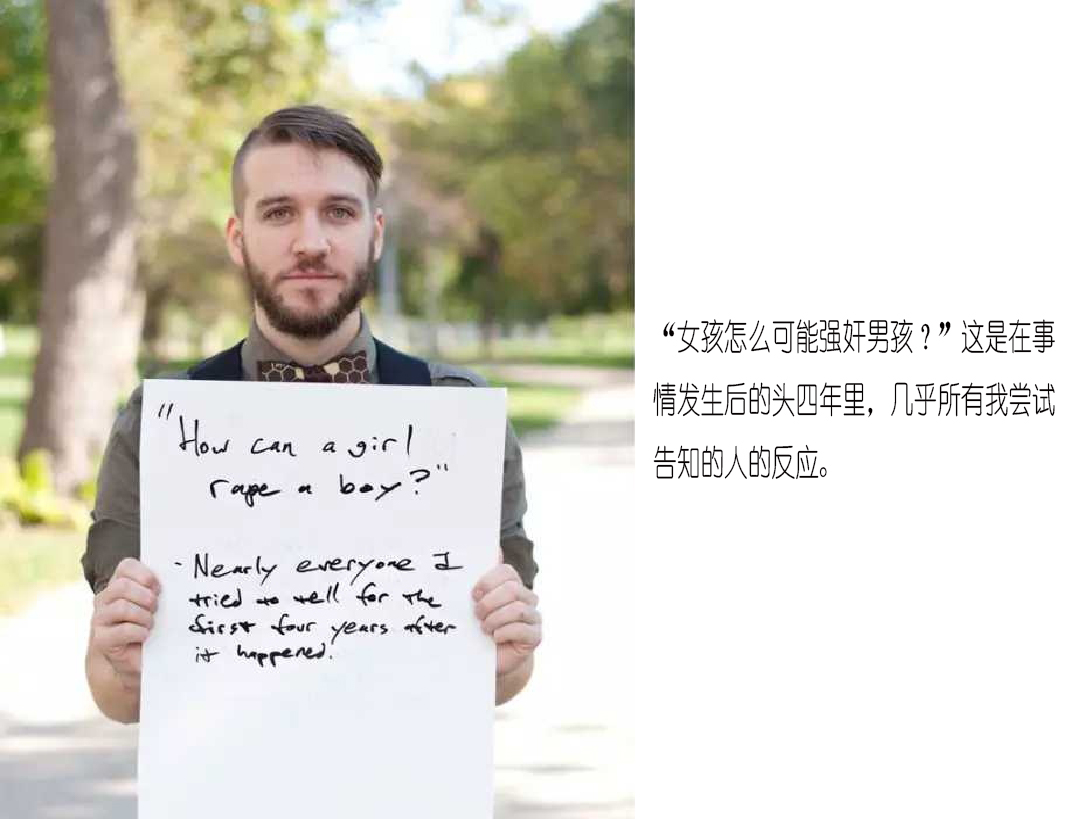 "How can a girl
rape a boy?"
- Nearly everyone I
tried to tell for the
first four years after
it happened.
“女孩怎么可能强奸男孩？”这是在事
情发生后的头四年里，几乎所有我尝试
告知的人的反应。